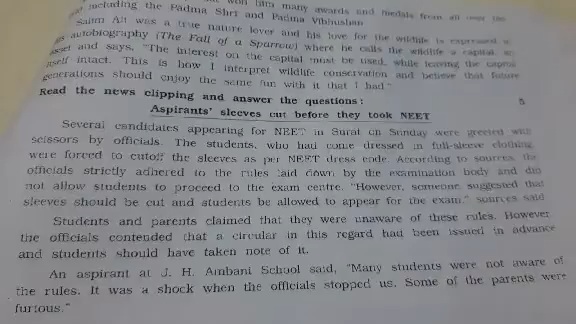 won him many awards and medals from all over the
including the Padma Shri and Padma Vibhushan
Salim Ali was a true nature lover and his love for the wildlife is expressed in
autobiography (The Fall of a Sparrow) where he calls the wildlife a capital
asset and says, "The interest on the capital must be used, while leaving the capital
itself intact. This is how I interpret wildlife conservation and believe that future
generations should enjoy the same fun with it that I had"
Read the news clipping and answer the questions : 5
Aspirants' sleeves cut before they took NEET
Several candidates appearing for NEET in Surat on Sunday were greeted with
scissors by officials. The students, who had come dressed in full-sleeve clothing
were forced to cutoff the sleeves as per NEET dress code. According to sources, the
officials strictly adhered to the rules laid down by the examination body and did
not allow students to proceed to the exam centre. "However, someone suggested that
sleeves should be cut and students be allowed to appear for the exam." sources said
Students and parents claimed that they were unaware of these rules. However
the officials contended that a circular in this regard had been issued in advance
and students should have taken note of it.
An aspirant at J. H. Ambani School said, "Many students were not aware of
the rules. It was a shock when the officials stopped us. Some of the parents were
furious."